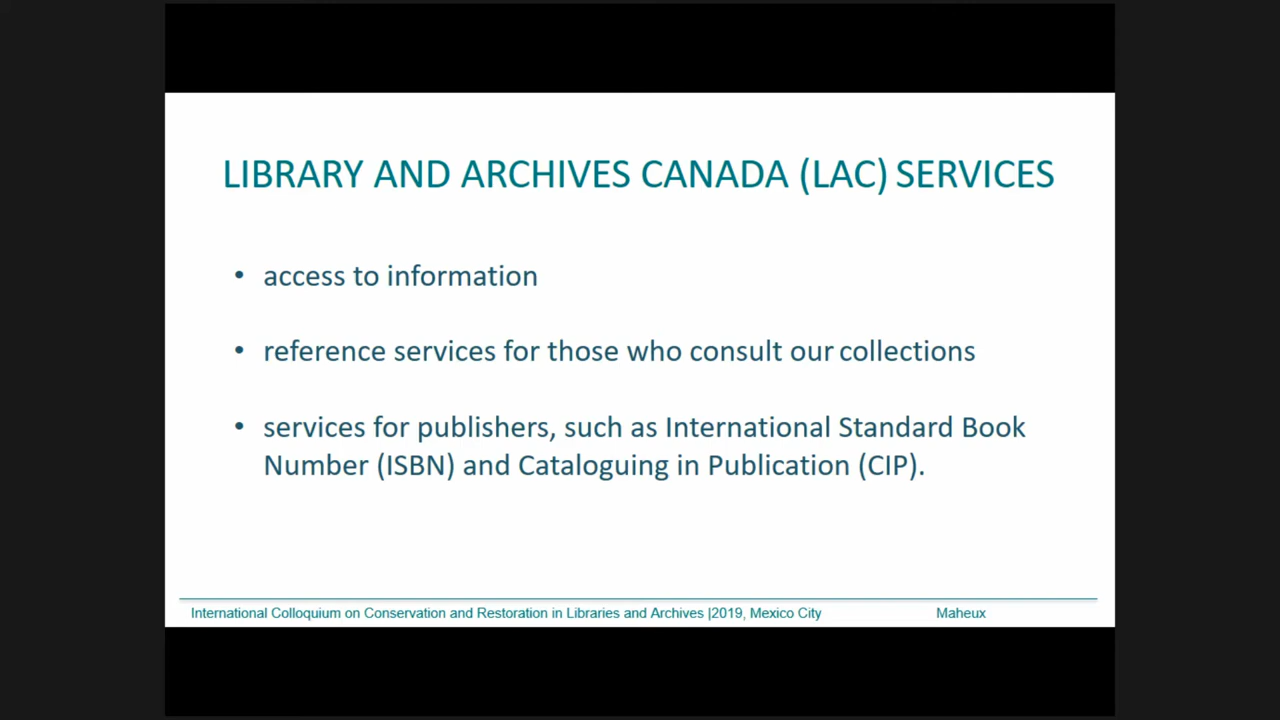 LIBRARY AND ARCHIVES CANADA (LAC) SERVICES
• access to information
• reference services for those who consult our collections
• services for publishers, such as International Standard Book
Number (ISBN) and Cataloguing in Publication (CIP).
International Colloquium on Conservation and Restoration in Libraries and Archives |2019, Mexico City Maheux